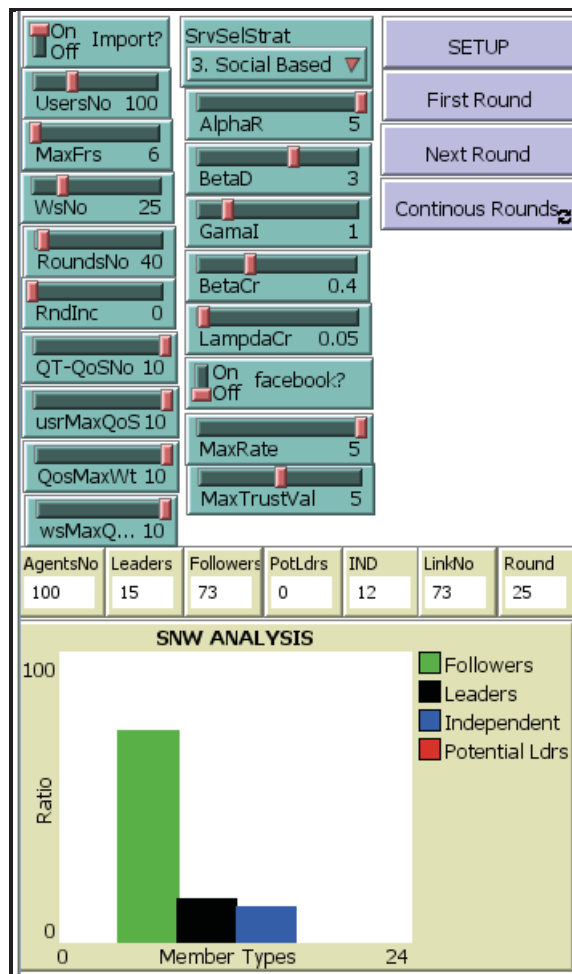 On
Off
Import?
UsersNo 100
MaxFrs 6
WsNo 25
RoundsNo 40
RndInc 0
QT-QoSNo 10
usrMaxQoS 10
QosMaxWt 10
wsMaxQ... 10
SrvSelStrat
3. Social Based
AlphaR 5
BetaD 3
GamaI 1
BetaCr 0.4
LampdaCr 0.05
On
Off
facebook?
MaxRate 5
MaxTrustVal 5
SETUP
First Round
Next Round
Continous Rounds
AgentsNo Leaders Followers PotLdrs IND LinkNo Round
100 15 73 0 12 73 25
SNW ANALYSIS
100
Ratio
0
0 Member Types 24
Followers
Leaders
Independent
Potential Ldrs